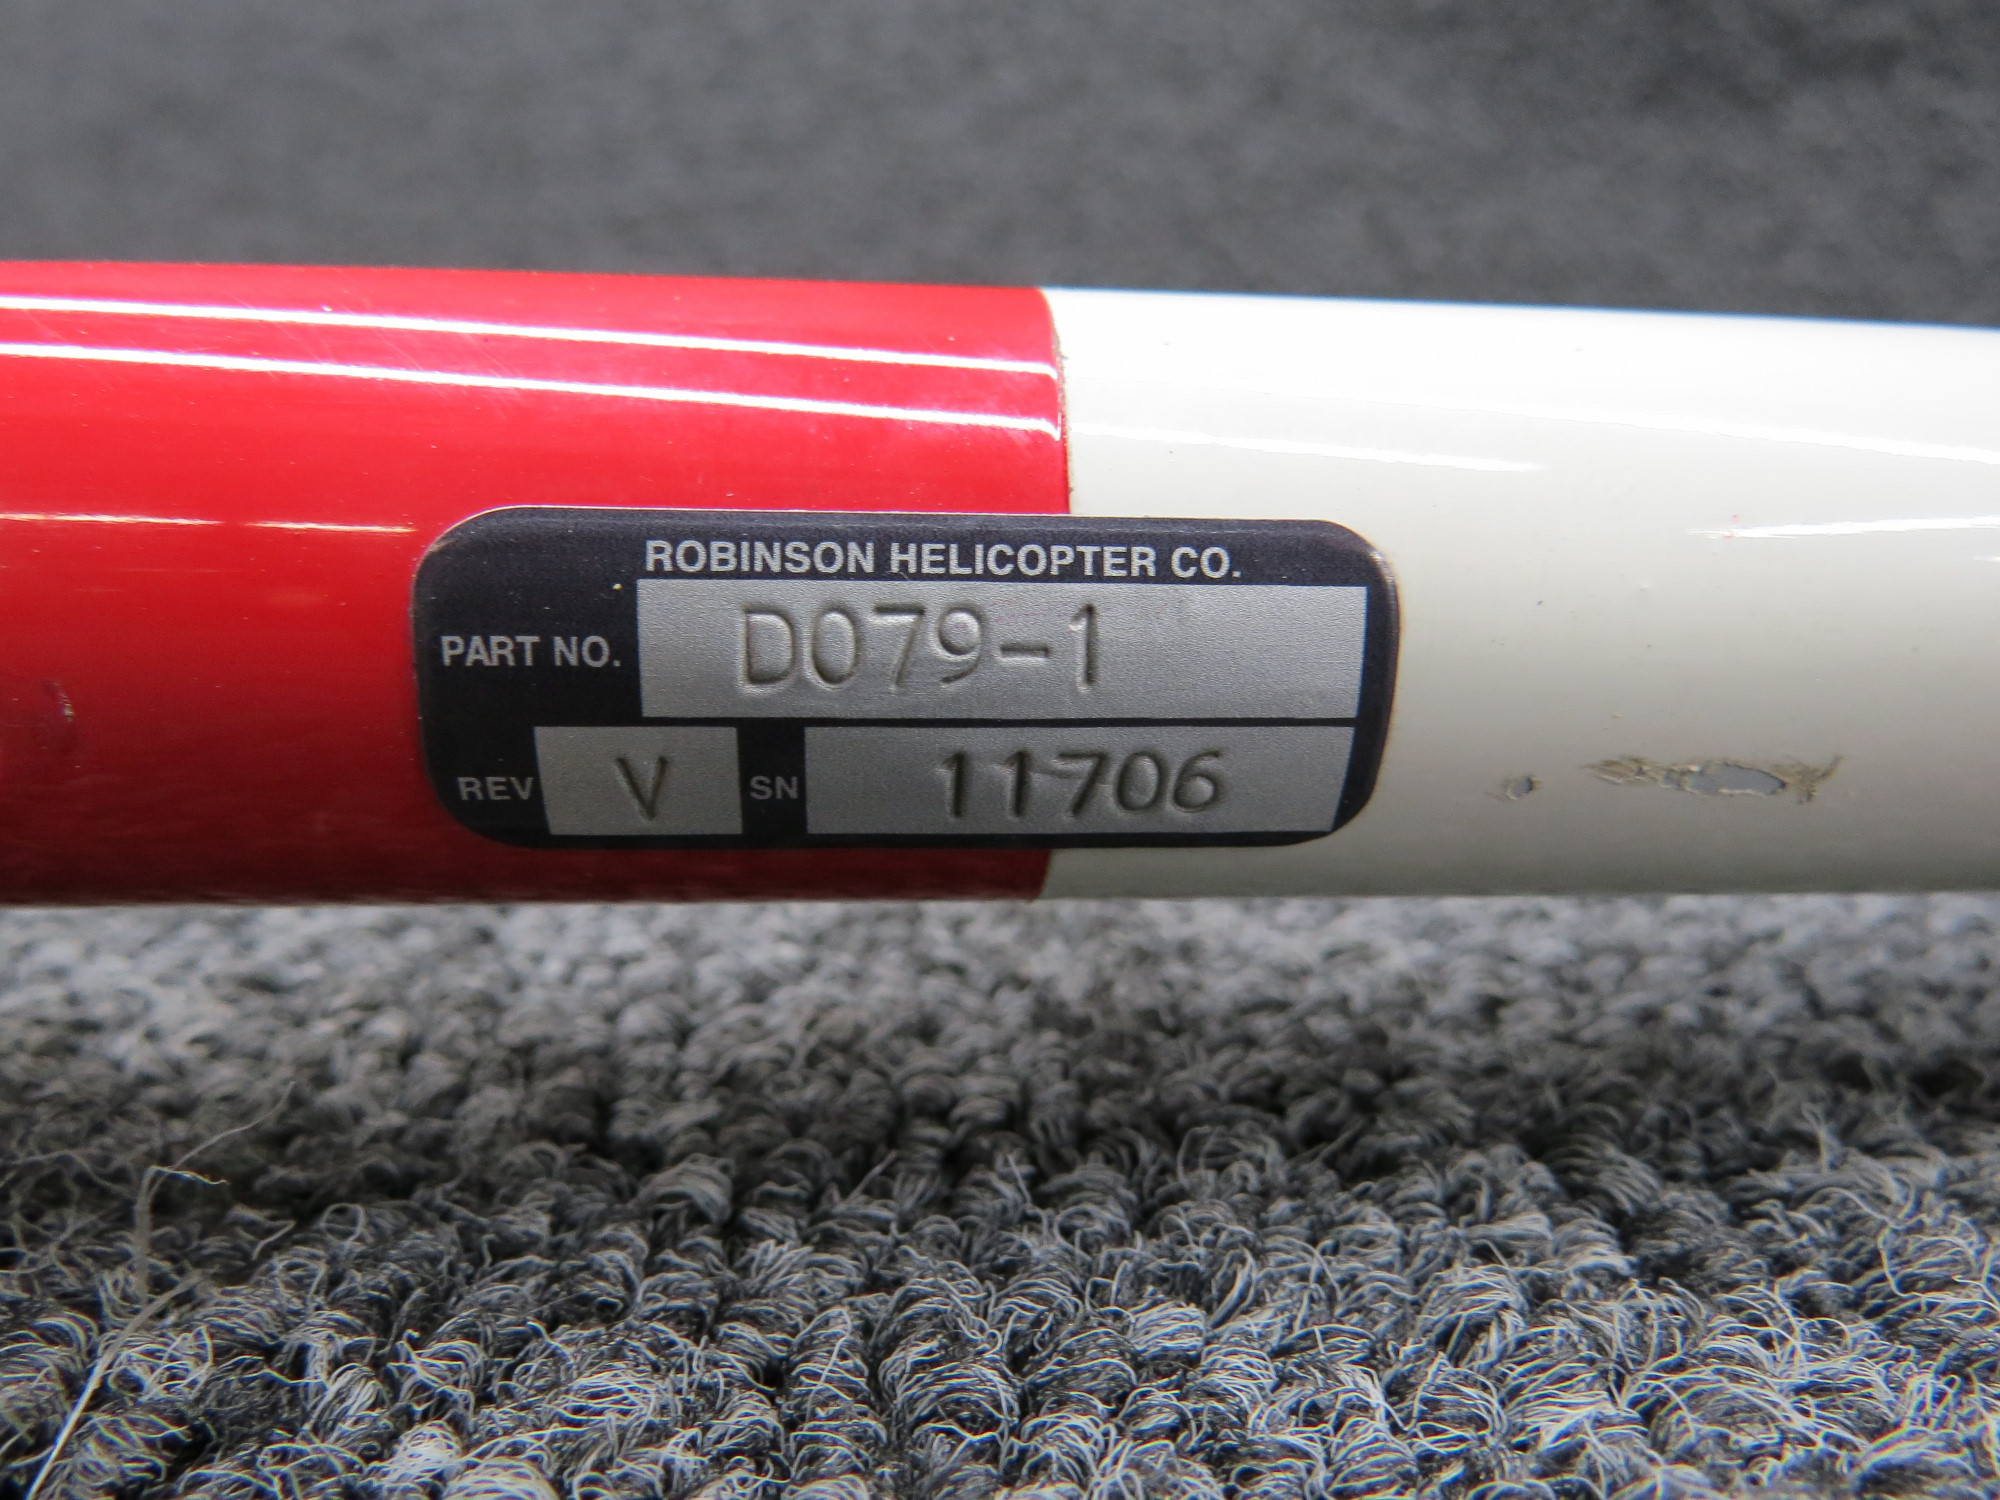 ROBINSON HELICOPTER CO.
PART NO. D079-1
REV V SN 11706